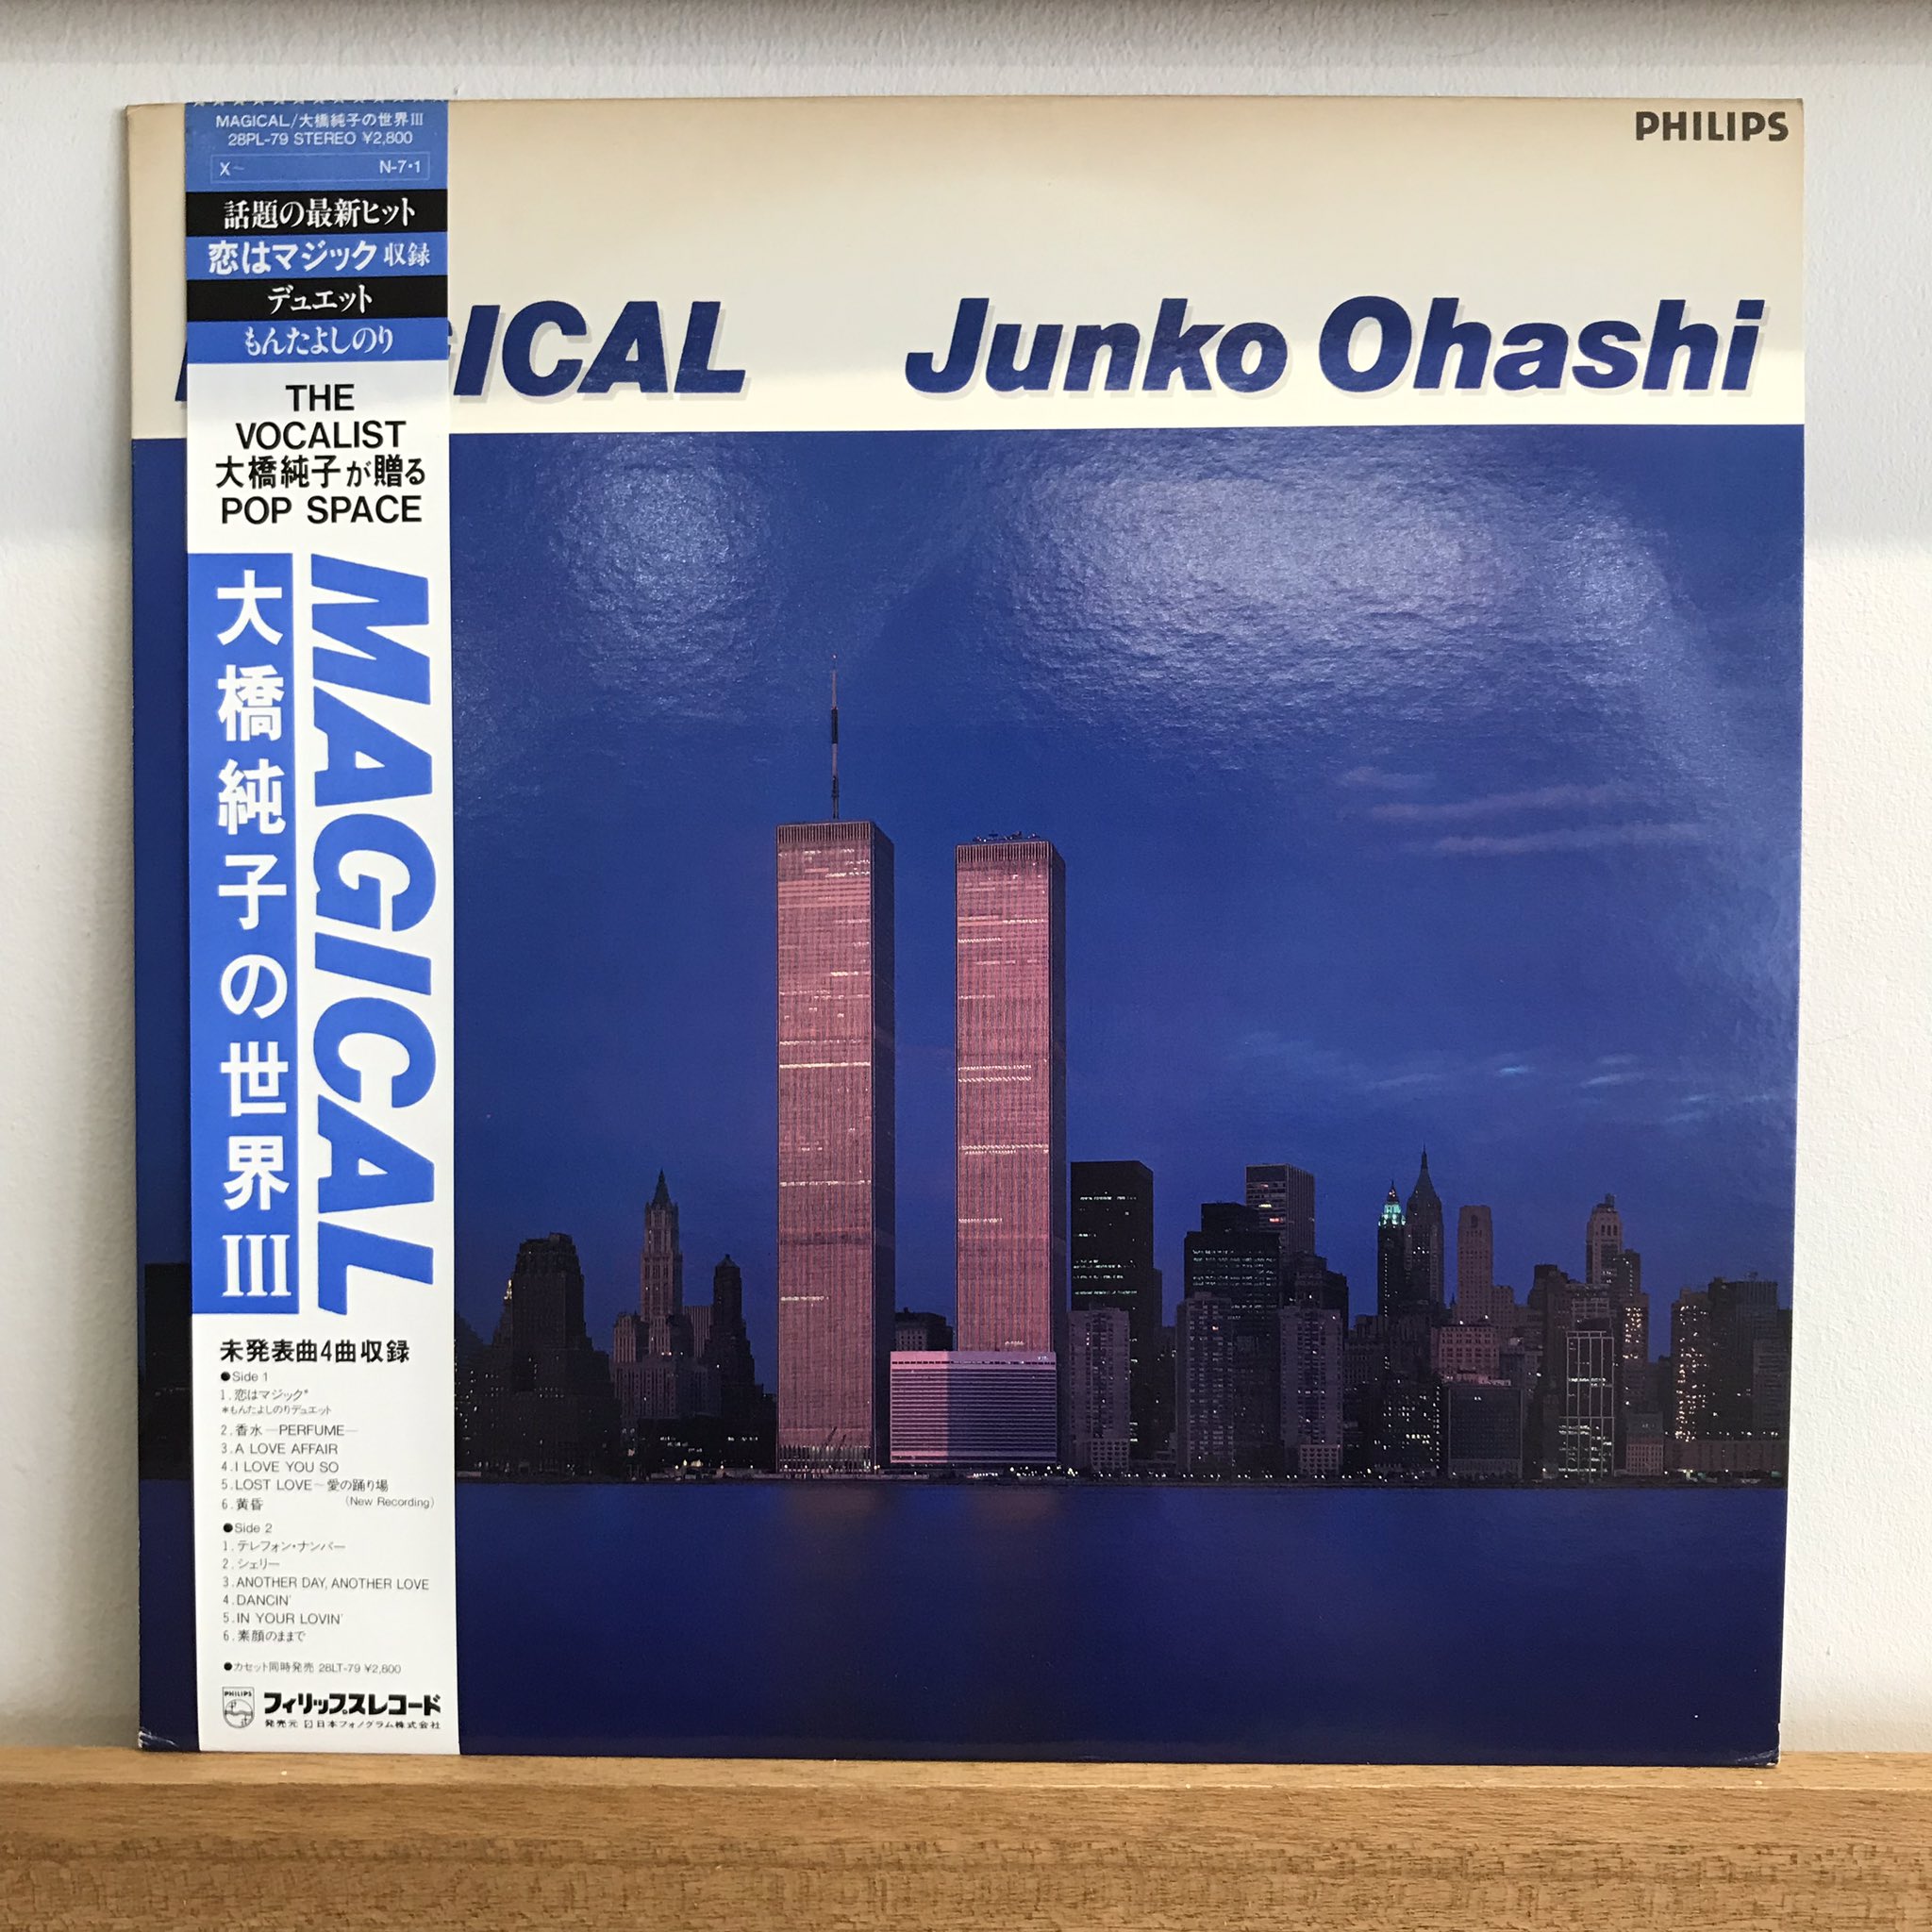 MAGICAL/大橋純子の世界III
28PL-79 STEREO ¥2,800
X〜 N-7・1
話題の最新ヒット
恋はマジック収録
デュエット
もんたよしのり
THE
VOCALIST
大橋純子が贈る
POP SPACE
MAGICAL
大橋純子の世界III
未発表曲4曲収録
●Side 1
1.恋はマジック*
*もんたよしのりデュエット
2.香水—PERFUME—
3.A LOVE AFFAIR
4.I LOVE YOU SO
5.LOST LOVE〜愛の踊り場
6.黄昏 (New Recording)
●Side 2
1.テレフォン・ナンバー
2.シェリー
3.ANOTHER DAY, ANOTHER LOVE
4.DANCIN'
5.IN YOUR LOVIN'
6.素顔のままで
●カセット同時発売 28LT-79 ¥2,800
PHILIPS
フィリップスレコード
発売元 日本フォノグラム株式会社
PHILIPS
GICAL Junko Ohashi